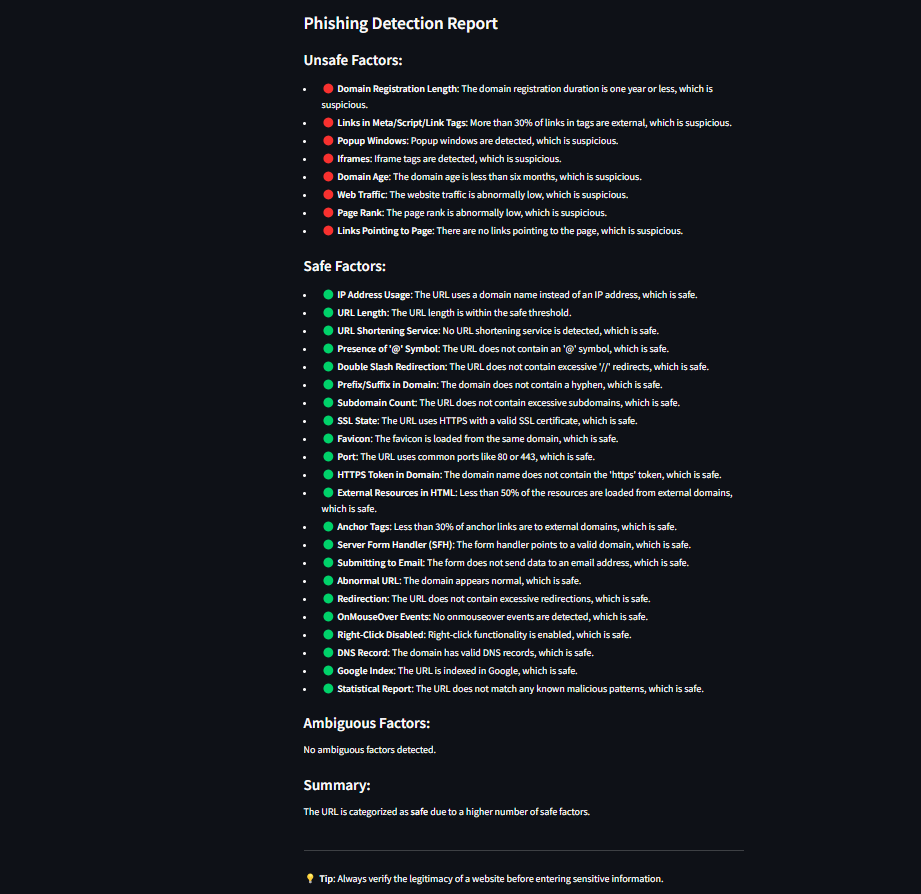 Phishing Detection Report
Unsafe Factors:
• 🔴 Domain Registration Length: The domain registration duration is one year or less, which is
suspicious.
• 🔴 Links in Meta/Script/Link Tags: More than 30% of links in tags are external, which is suspicious.
• 🔴 Popup Windows: Popup windows are detected, which is suspicious.
• 🔴 Iframes: Iframe tags are detected, which is suspicious.
• 🔴 Domain Age: The domain age is less than six months, which is suspicious.
• 🔴 Web Traffic: The website traffic is abnormally low, which is suspicious.
• 🔴 Page Rank: The page rank is abnormally low, which is suspicious.
• 🔴 Links Pointing to Page: There are no links pointing to the page, which is suspicious.
Safe Factors:
• 🟢 IP Address Usage: The URL uses a domain name instead of an IP address, which is safe.
• 🟢 URL Length: The URL length is within the safe threshold.
• 🟢 URL Shortening Service: No URL shortening service is detected, which is safe.
• 🟢 Presence of '@' Symbol: The URL does not contain an '@' symbol, which is safe.
• 🟢 Double Slash Redirection: The URL does not contain excessive '//' redirects, which is safe.
• 🟢 Prefix/Suffix in Domain: The domain does not contain a hyphen, which is safe.
• 🟢 Subdomain Count: The URL does not contain excessive subdomains, which is safe.
• 🟢 SSL State: The URL uses HTTPS with a valid SSL certificate, which is safe.
• 🟢 Favicon: The favicon is loaded from the same domain, which is safe.
• 🟢 Port: The URL uses common ports like 80 or 443, which is safe.
• 🟢 HTTPS Token in Domain: The domain name does not contain the 'https' token, which is safe.
• 🟢 External Resources in HTML: Less than 50% of the resources are loaded from external domains,
which is safe.
• 🟢 Anchor Tags: Less than 30% of anchor links are to external domains, which is safe.
• 🟢 Server Form Handler (SFH): The form handler points to a valid domain, which is safe.
• 🟢 Submitting to Email: The form does not send data to an email address, which is safe.
• 🟢 Abnormal URL: The domain appears normal, which is safe.
• 🟢 Redirection: The URL does not contain excessive redirections, which is safe.
• 🟢 OnMouseOver Events: No onmouseover events are detected, which is safe.
• 🟢 Right-Click Disabled: Right-click functionality is enabled, which is safe.
• 🟢 DNS Record: The domain has valid DNS records, which is safe.
• 🟢 Google Index: The URL is indexed in Google, which is safe.
• 🟢 Statistical Report: The URL does not match any known malicious patterns, which is safe.
Ambiguous Factors:
No ambiguous factors detected.
Summary:
The URL is categorized as safe due to a higher number of safe factors.
💡 Tip: Always verify the legitimacy of a website before entering sensitive information.